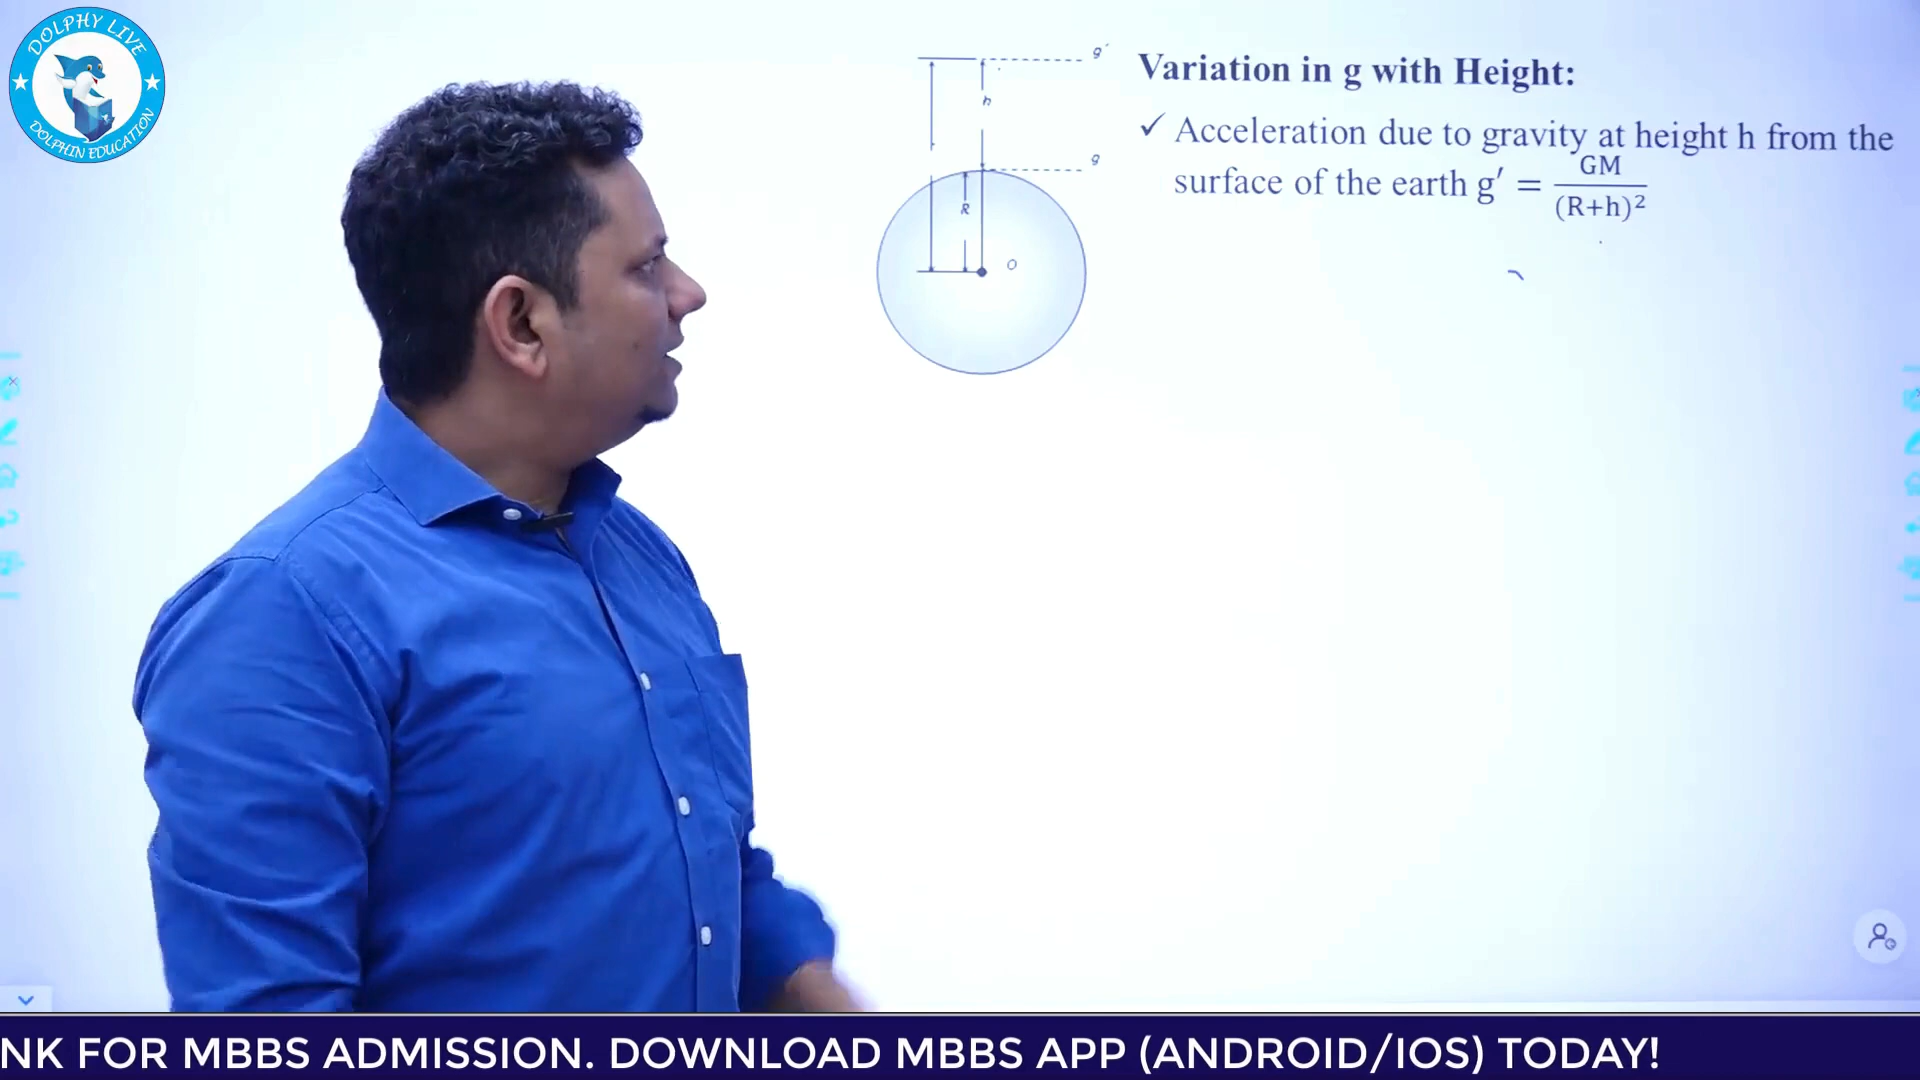 DOLPHY LIVE
DOLPHIN EDUCATION
g′
h
g
R
O
Variation in g with Height:
✓ Acceleration due to gravity at height h from the
surface of the earth g′ = GM/(R+h)²
NK FOR MBBS ADMISSION. DOWNLOAD MBBS APP (ANDROID/IOS) TODAY!